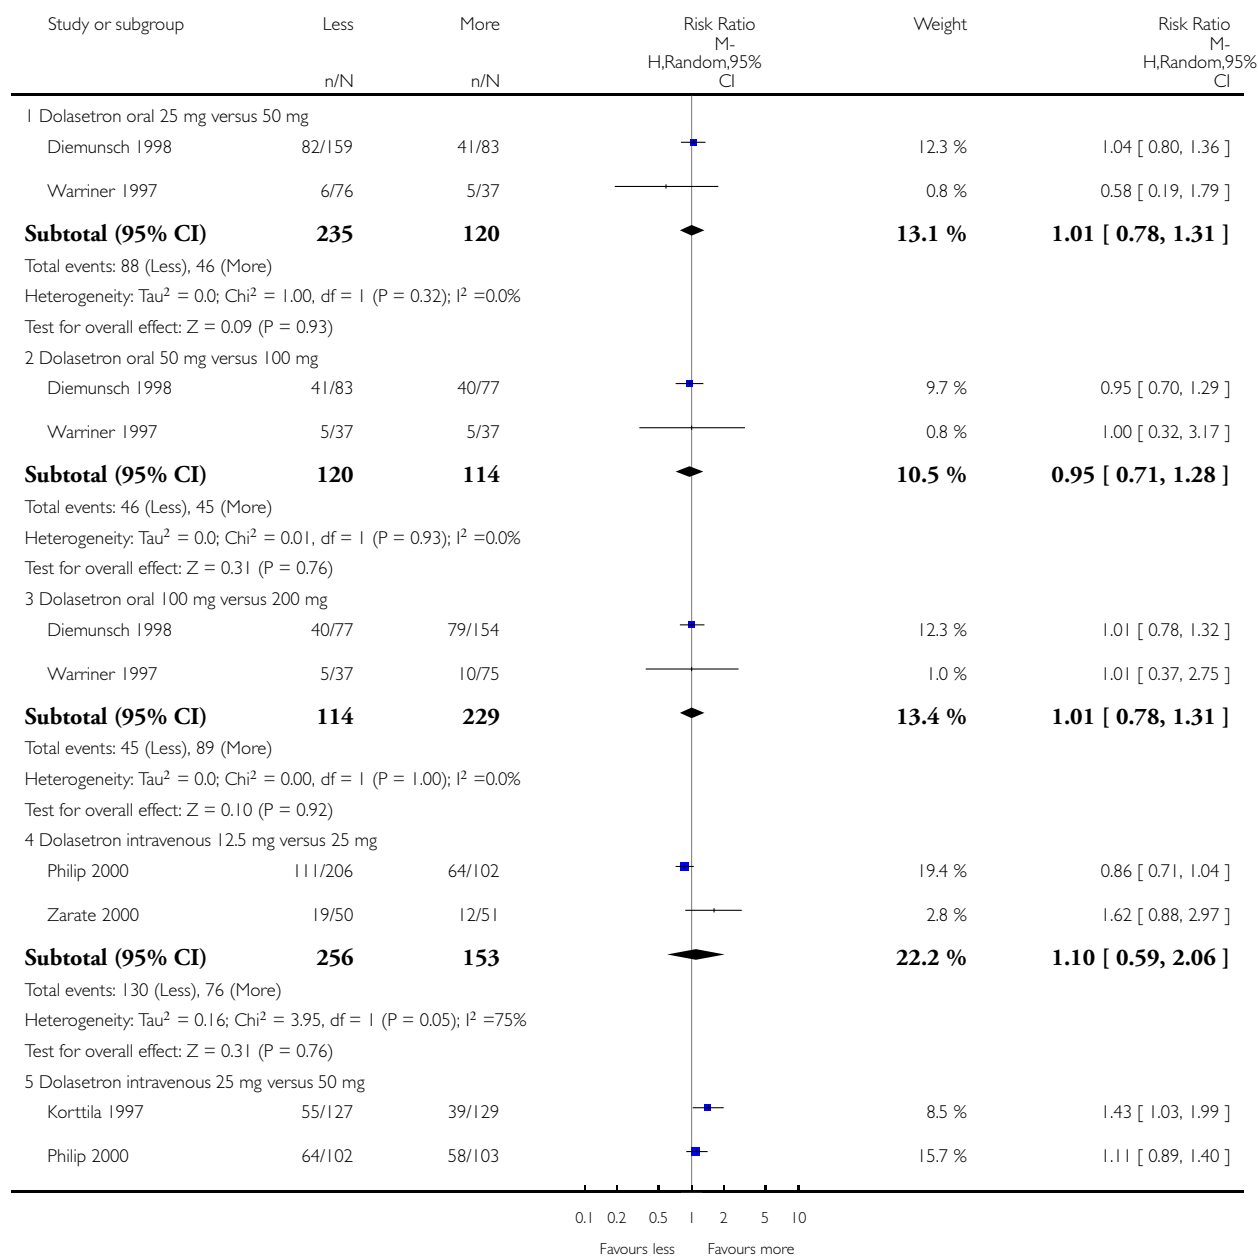 Study or subgroup Less More Risk Ratio Weight Risk Ratio
M- M-
H,Random,95% H,Random,95%
n/N n/N CI CI
1 Dolasetron oral 25 mg versus 50 mg
Diemunsch 1998 82/159 41/83 12.3 % 1.04 [ 0.80, 1.36 ]
Warriner 1997 6/76 5/37 0.8 % 0.58 [ 0.19, 1.79 ]
Subtotal (95% CI) 235 120 13.1 % 1.01 [ 0.78, 1.31 ]
Total events: 88 (Less), 46 (More)
Heterogeneity: Tau² = 0.0; Chi² = 1.00, df = 1 (P = 0.32); I² =0.0%
Test for overall effect: Z = 0.09 (P = 0.93)
2 Dolasetron oral 50 mg versus 100 mg
Diemunsch 1998 41/83 40/77 9.7 % 0.95 [ 0.70, 1.29 ]
Warriner 1997 5/37 5/37 0.8 % 1.00 [ 0.32, 3.17 ]
Subtotal (95% CI) 120 114 10.5 % 0.95 [ 0.71, 1.28 ]
Total events: 46 (Less), 45 (More)
Heterogeneity: Tau² = 0.0; Chi² = 0.01, df = 1 (P = 0.93); I² =0.0%
Test for overall effect: Z = 0.31 (P = 0.76)
3 Dolasetron oral 100 mg versus 200 mg
Diemunsch 1998 40/77 79/154 12.3 % 1.01 [ 0.78, 1.32 ]
Warriner 1997 5/37 10/75 1.0 % 1.01 [ 0.37, 2.75 ]
Subtotal (95% CI) 114 229 13.4 % 1.01 [ 0.78, 1.31 ]
Total events: 45 (Less), 89 (More)
Heterogeneity: Tau² = 0.0; Chi² = 0.00, df = 1 (P = 1.00); I² =0.0%
Test for overall effect: Z = 0.10 (P = 0.92)
4 Dolasetron intravenous 12.5 mg versus 25 mg
Philip 2000 111/206 64/102 19.4 % 0.86 [ 0.71, 1.04 ]
Zarate 2000 19/50 12/51 2.8 % 1.62 [ 0.88, 2.97 ]
Subtotal (95% CI) 256 153 22.2 % 1.10 [ 0.59, 2.06 ]
Total events: 130 (Less), 76 (More)
Heterogeneity: Tau² = 0.16; Chi² = 3.95, df = 1 (P = 0.05); I² =75%
Test for overall effect: Z = 0.31 (P = 0.76)
5 Dolasetron intravenous 25 mg versus 50 mg
Korttila 1997 55/127 39/129 8.5 % 1.43 [ 1.03, 1.99 ]
Philip 2000 64/102 58/103 15.7 % 1.11 [ 0.89, 1.40 ]
0.1 0.2 0.5 1 2 5 10
Favours less Favours more